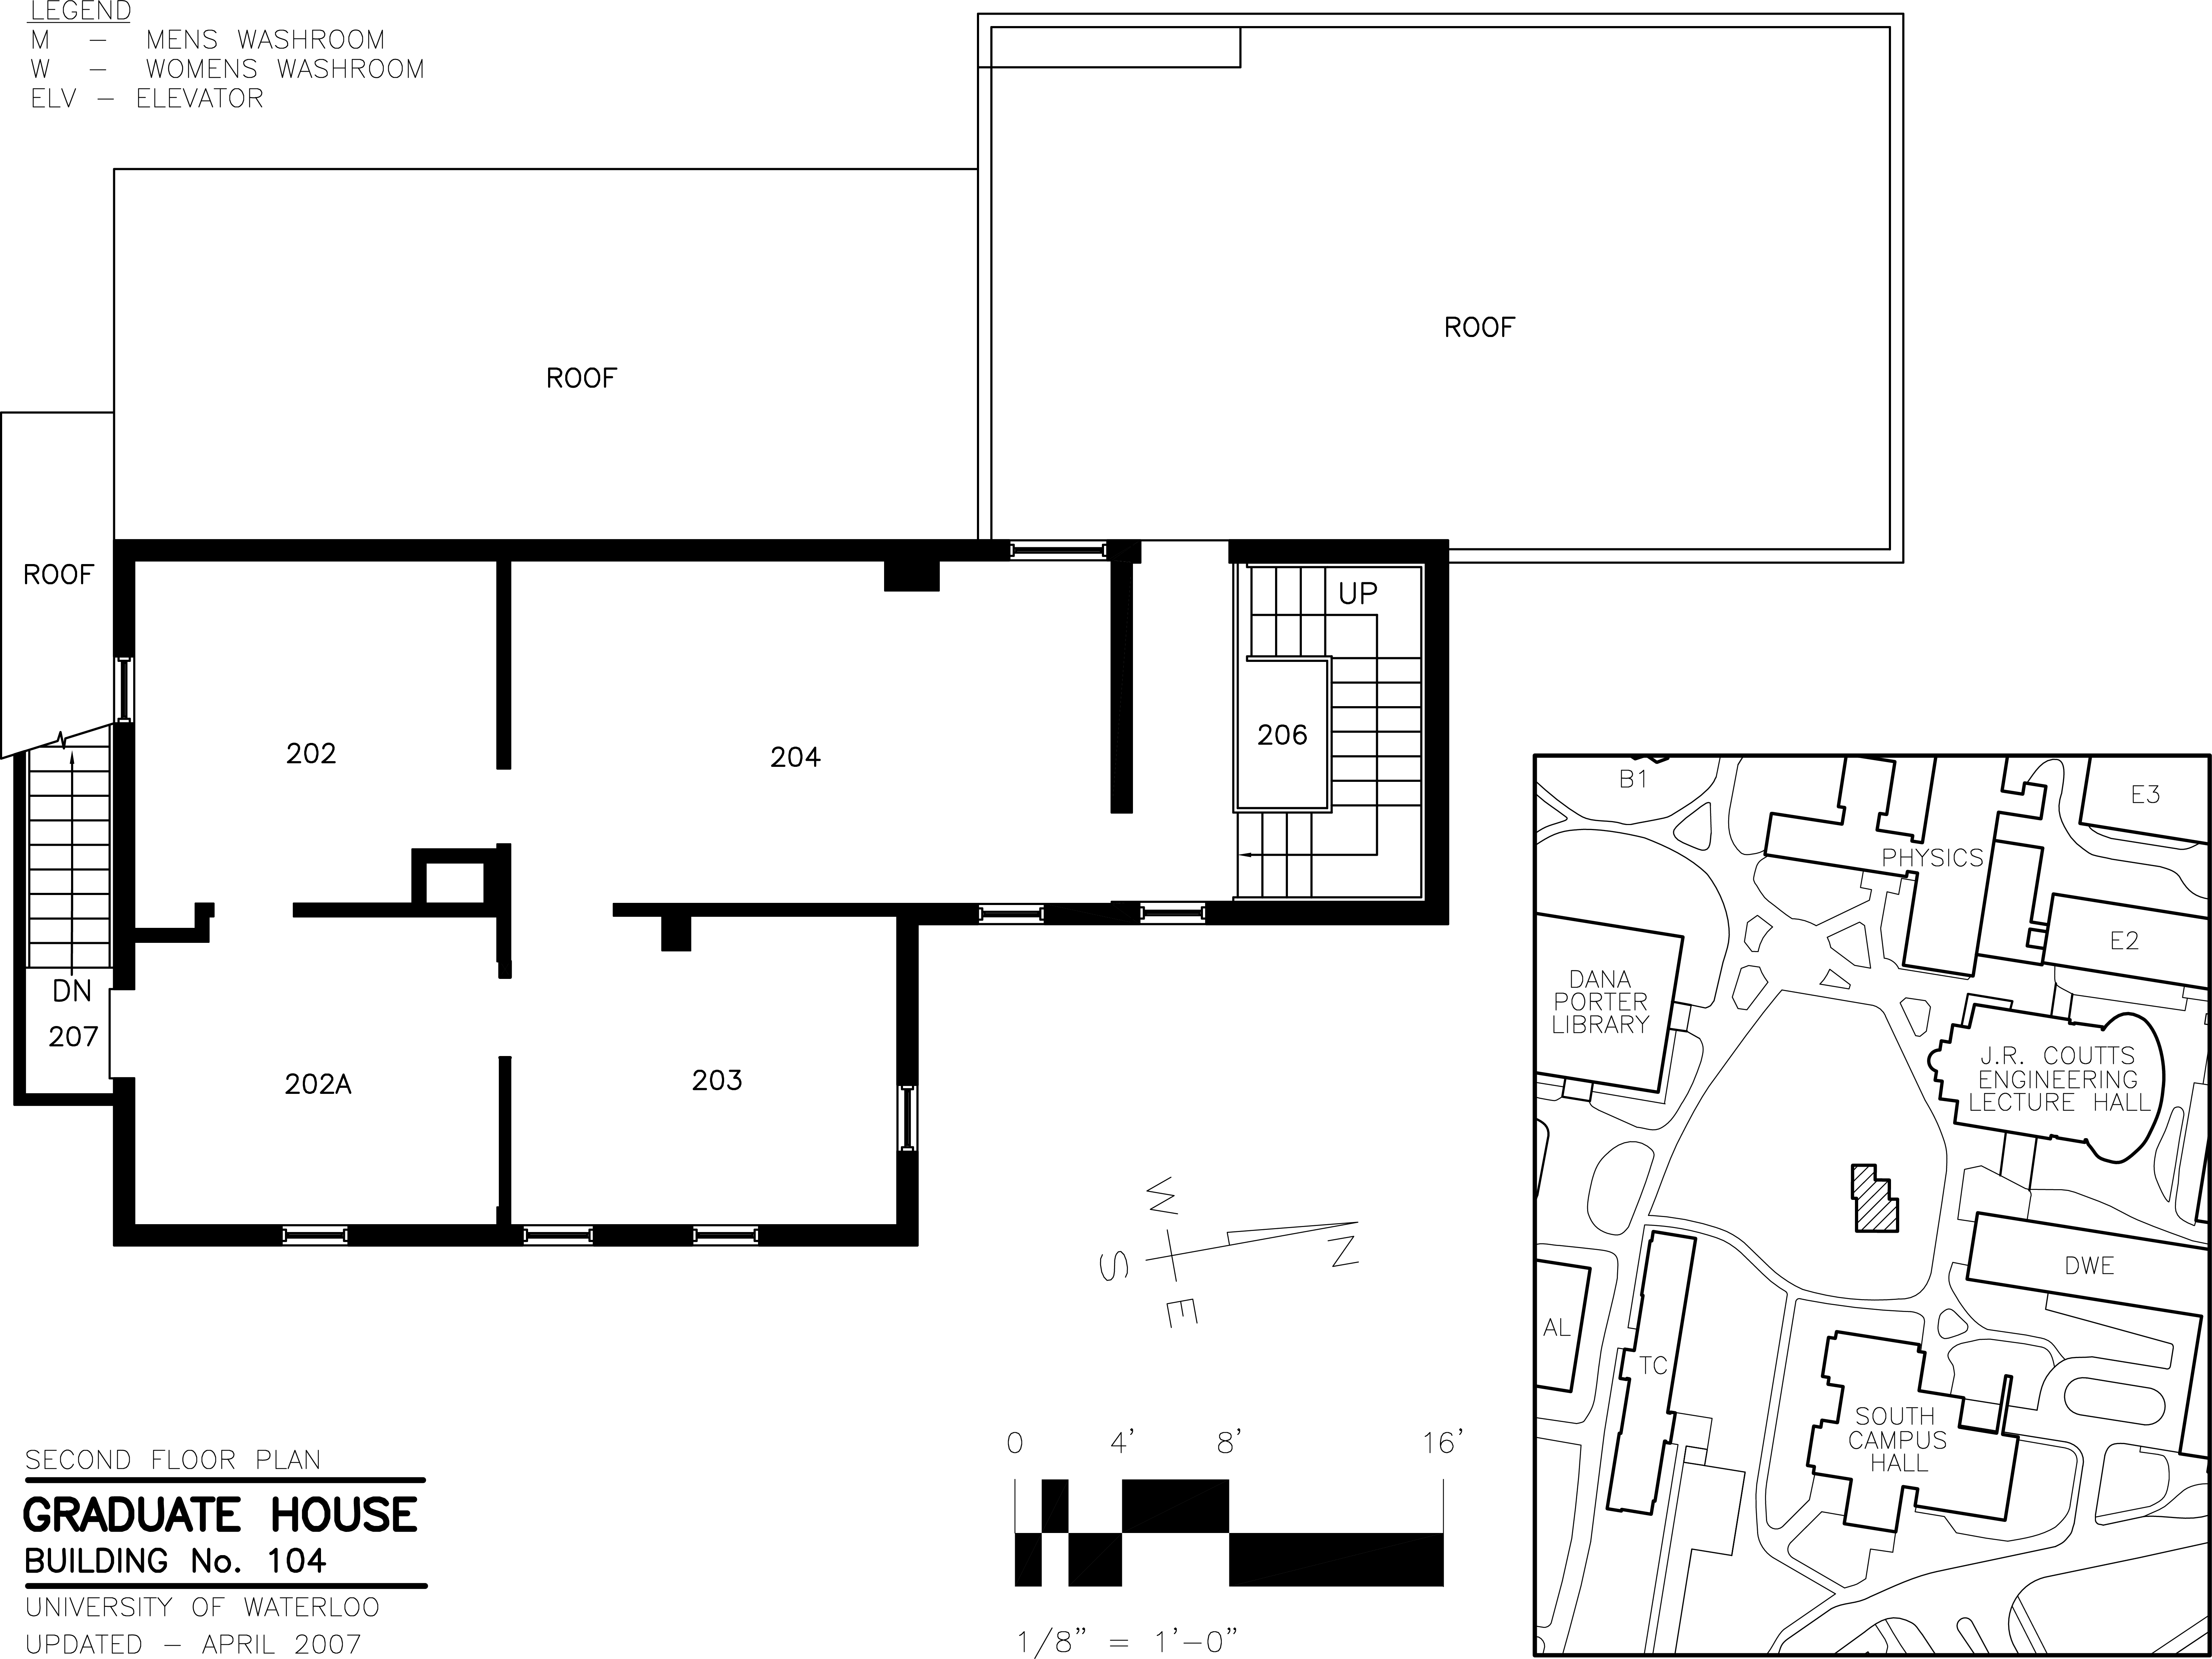 LEGEND
M - MENS WASHROOM
W - WOMENS WASHROOM
ELV - ELEVATOR
ROOF
ROOF
ROOF
UP
202
204
206
DN
207
202A
203
W
N
S
E
B1
E3
PHYSICS
E2
DANA
PORTER
LIBRARY
J.R. COUTTS
ENGINEERING
LECTURE HALL
DWE
AL
TC
SOUTH
CAMPUS
HALL
0 4' 8' 16'
1/8" = 1'-0"
SECOND FLOOR PLAN
GRADUATE HOUSE
BUILDING No. 104
UNIVERSITY OF WATERLOO
UPDATED - APRIL 2007